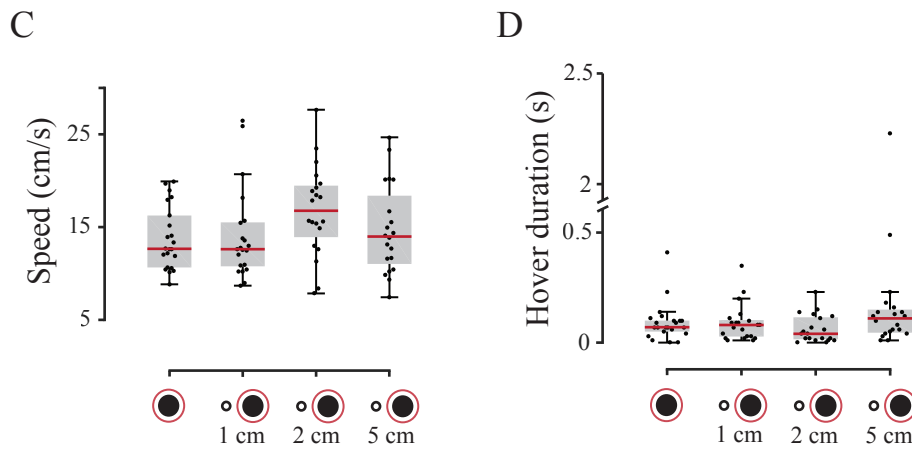 C
Speed (cm/s)
25
15
5
1 cm
2 cm
5 cm
D
Hover duration (s)
2.5
2
0.5
0
1 cm
2 cm
5 cm